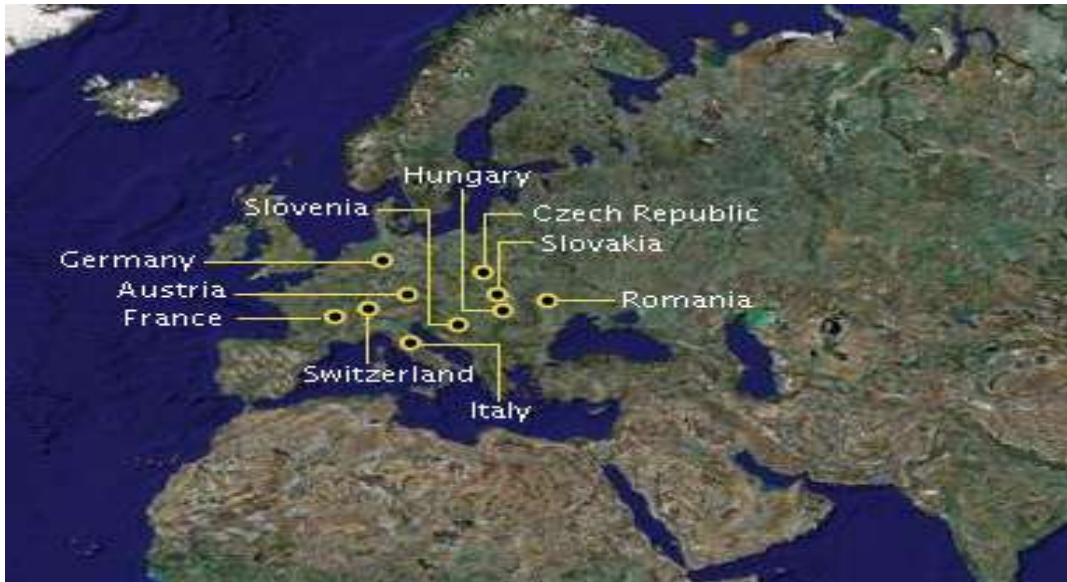 Hungary
Slovenia
Czech Republic
Slovakia
Germany
Austria
Romania
France
Switzerland
Italy